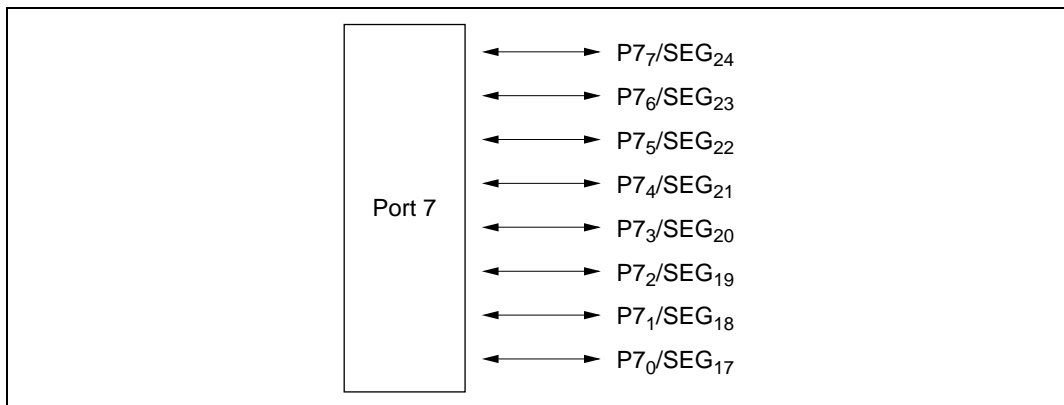 P7₇/SEG₂₄
P7₆/SEG₂₃
P7₅/SEG₂₂
P7₄/SEG₂₁
Port 7
P7₃/SEG₂₀
P7₂/SEG₁₉
P7₁/SEG₁₈
P7₀/SEG₁₇